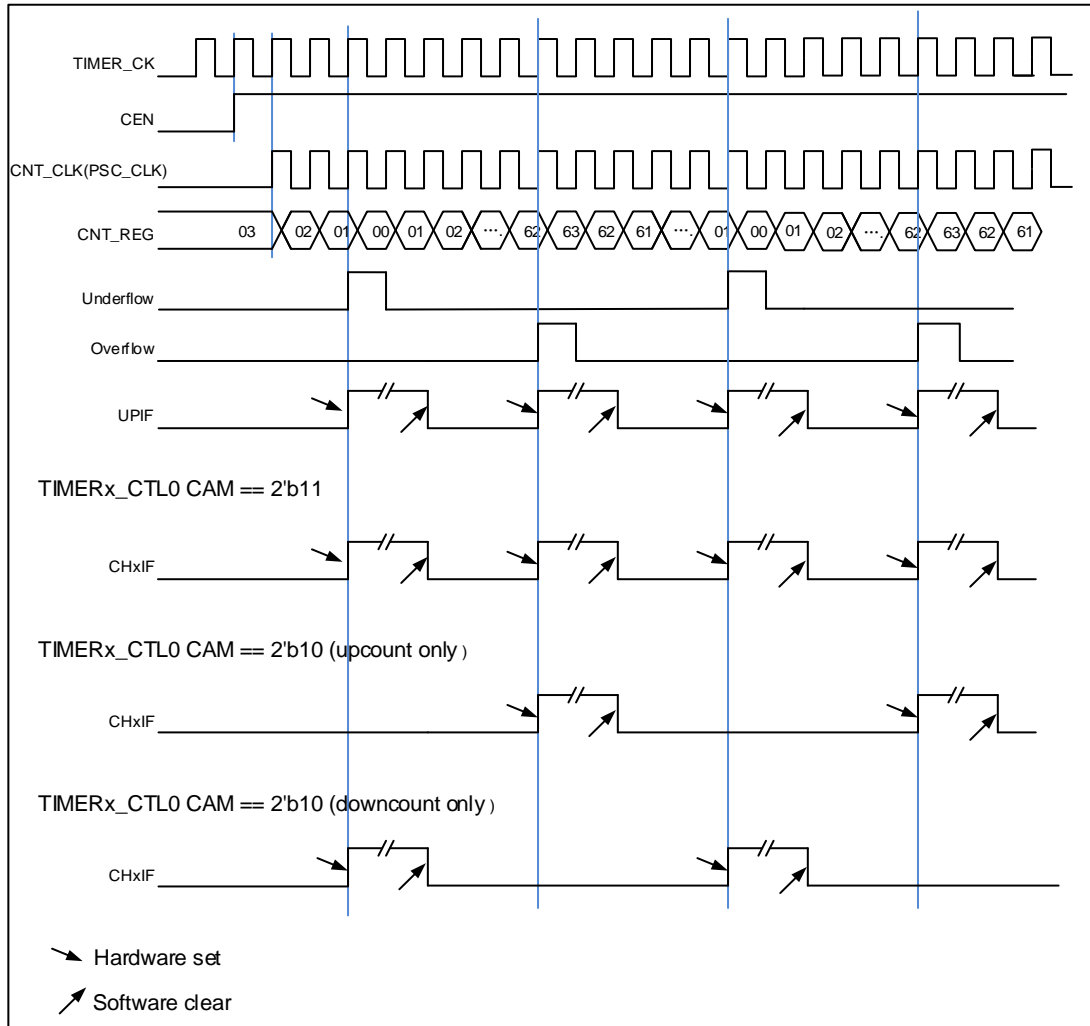 TIMER_CK
CEN
CNT_CLK(PSC_CLK)
CNT_REG 03 02 01 00 01 02 .... 62 63 62 61 .... 01 00 01 02 .... 62 63 62 61
Underflow
Overflow
UPIF
TIMERx_CTL0 CAM == 2'b11
CHxIF
TIMERx_CTL0 CAM == 2'b10 (upcount only）
CHxIF
TIMERx_CTL0 CAM == 2'b10 (downcount only）
CHxIF
Hardware set
Software clear